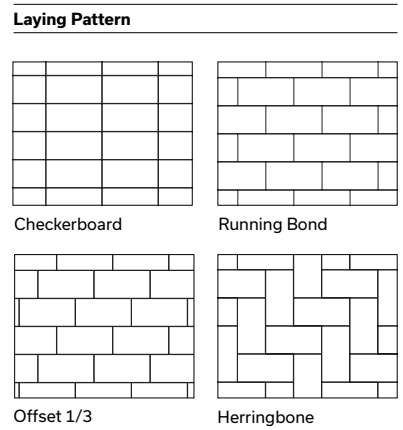 Laying Pattern
Checkerboard
Running Bond
Offset 1/3
Herringbone